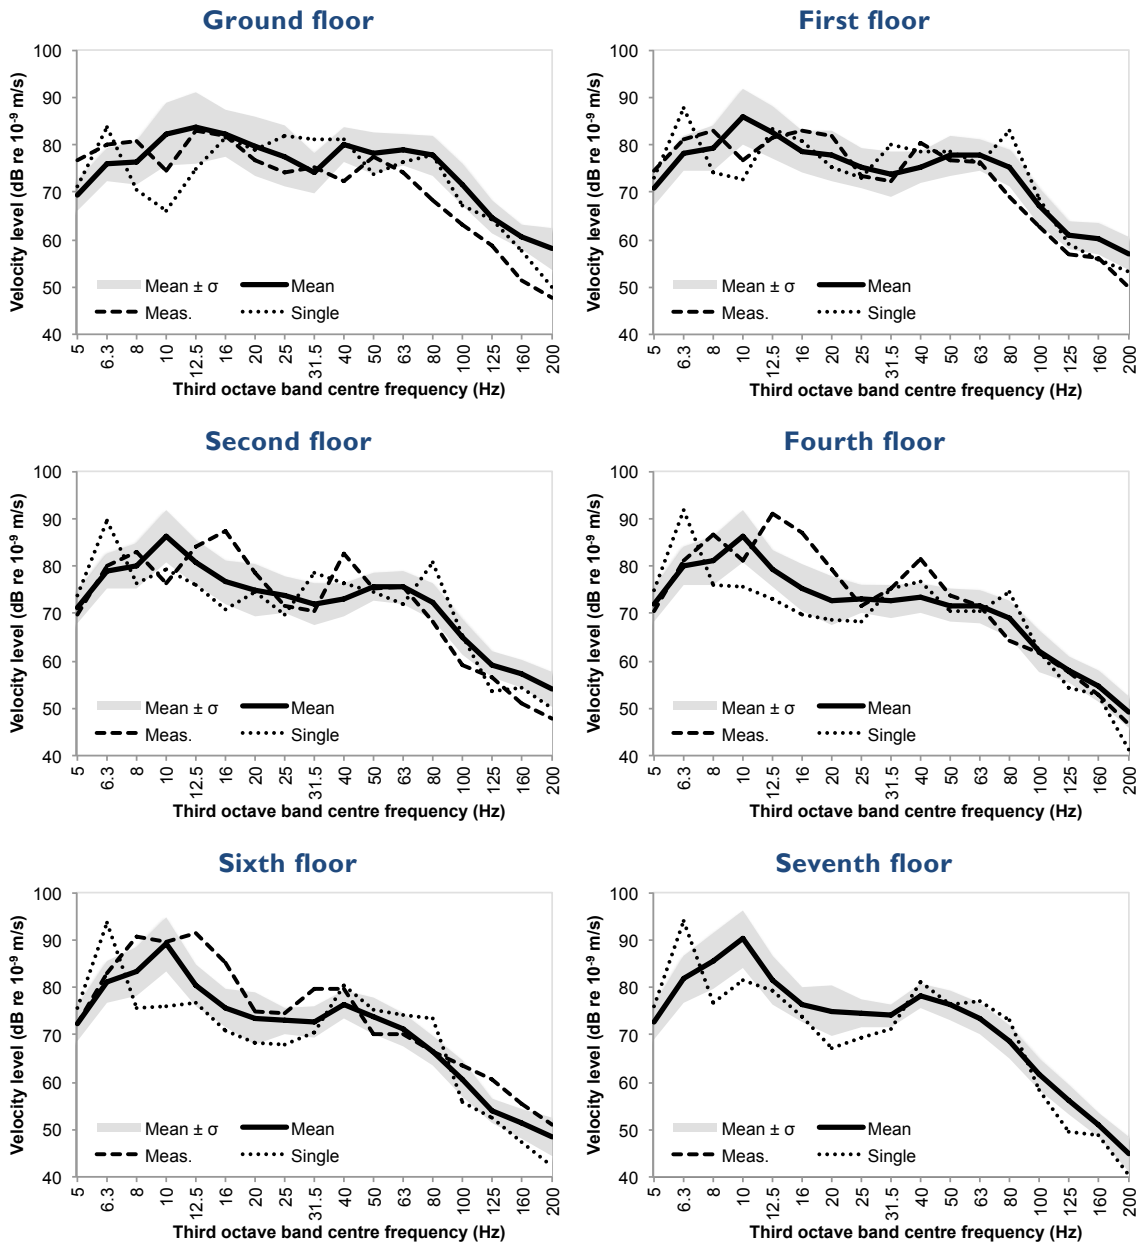 Ground floor
Velocity level (dB re 10⁻⁹ m/s)
100
90
80
70
60
50
40
Mean ± σ
Mean
Meas.
Single
5 6.3 8 10 12.5 16 20 25 31.5 40 50 63 80 100 125 160 200
Third octave band centre frequency (Hz)
First floor
Velocity level (dB re 10⁻⁹ m/s)
100
90
80
70
60
50
40
Mean ± σ
Mean
Meas.
Single
5 6.3 8 10 12.5 16 20 25 31.5 40 50 63 80 100 125 160 200
Third octave band centre frequency (Hz)
Second floor
Velocity level (dB re 10⁻⁹ m/s)
100
90
80
70
60
50
40
Mean ± σ
Mean
Meas.
Single
5 6.3 8 10 12.5 16 20 25 31.5 40 50 63 80 100 125 160 200
Third octave band centre frequency (Hz)
Fourth floor
Velocity level (dB re 10⁻⁹ m/s)
100
90
80
70
60
50
40
Mean ± σ
Mean
Meas.
Single
5 6.3 8 10 12.5 16 20 25 31.5 40 50 63 80 100 125 160 200
Third octave band centre frequency (Hz)
Sixth floor
Velocity level (dB re 10⁻⁹ m/s)
100
90
80
70
60
50
40
Mean ± σ
Mean
Meas.
Single
5 6.3 8 10 12.5 16 20 25 31.5 40 50 63 80 100 125 160 200
Third octave band centre frequency (Hz)
Seventh floor
Velocity level (dB re 10⁻⁹ m/s)
100
90
80
70
60
50
40
Mean ± σ
Mean
Meas.
Single
5 6.3 8 10 12.5 16 20 25 31.5 40 50 63 80 100 125 160 200
Third octave band centre frequency (Hz)